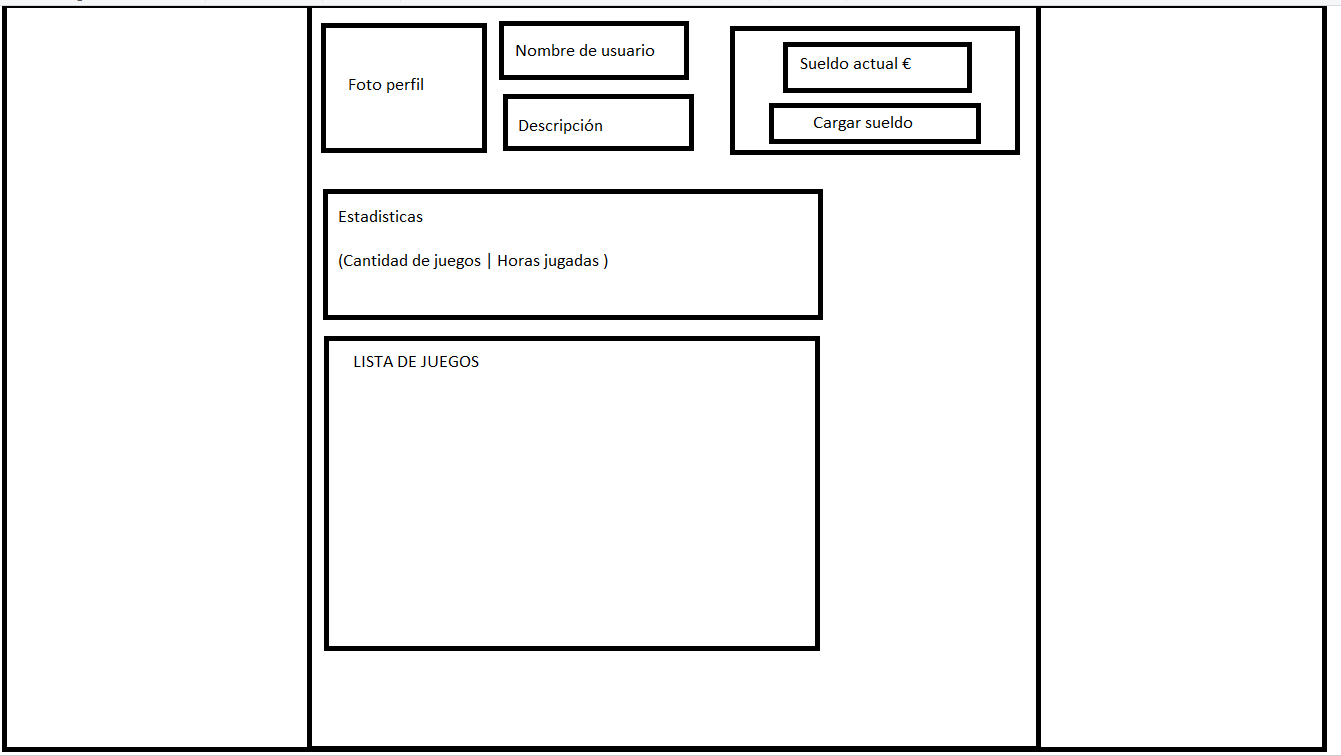 Foto perfil
Nombre de usuario
Descripción
Sueldo actual €
Cargar sueldo
Estadisticas
(Cantidad de juegos | Horas jugadas )
LISTA DE JUEGOS